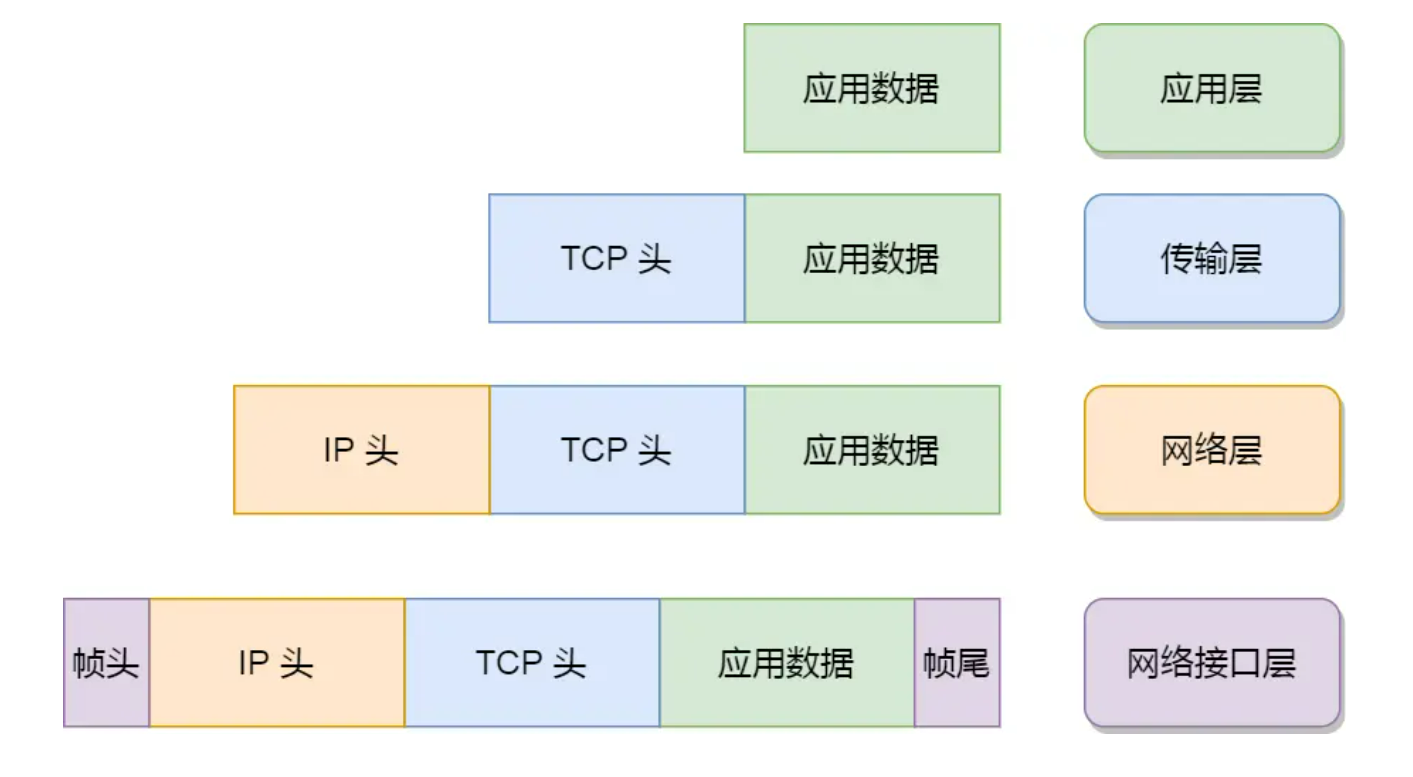 应用数据 应用层
TCP 头 应用数据 传输层
IP 头 TCP 头 应用数据 网络层
帧头 IP 头 TCP 头 应用数据 帧尾 网络接口层